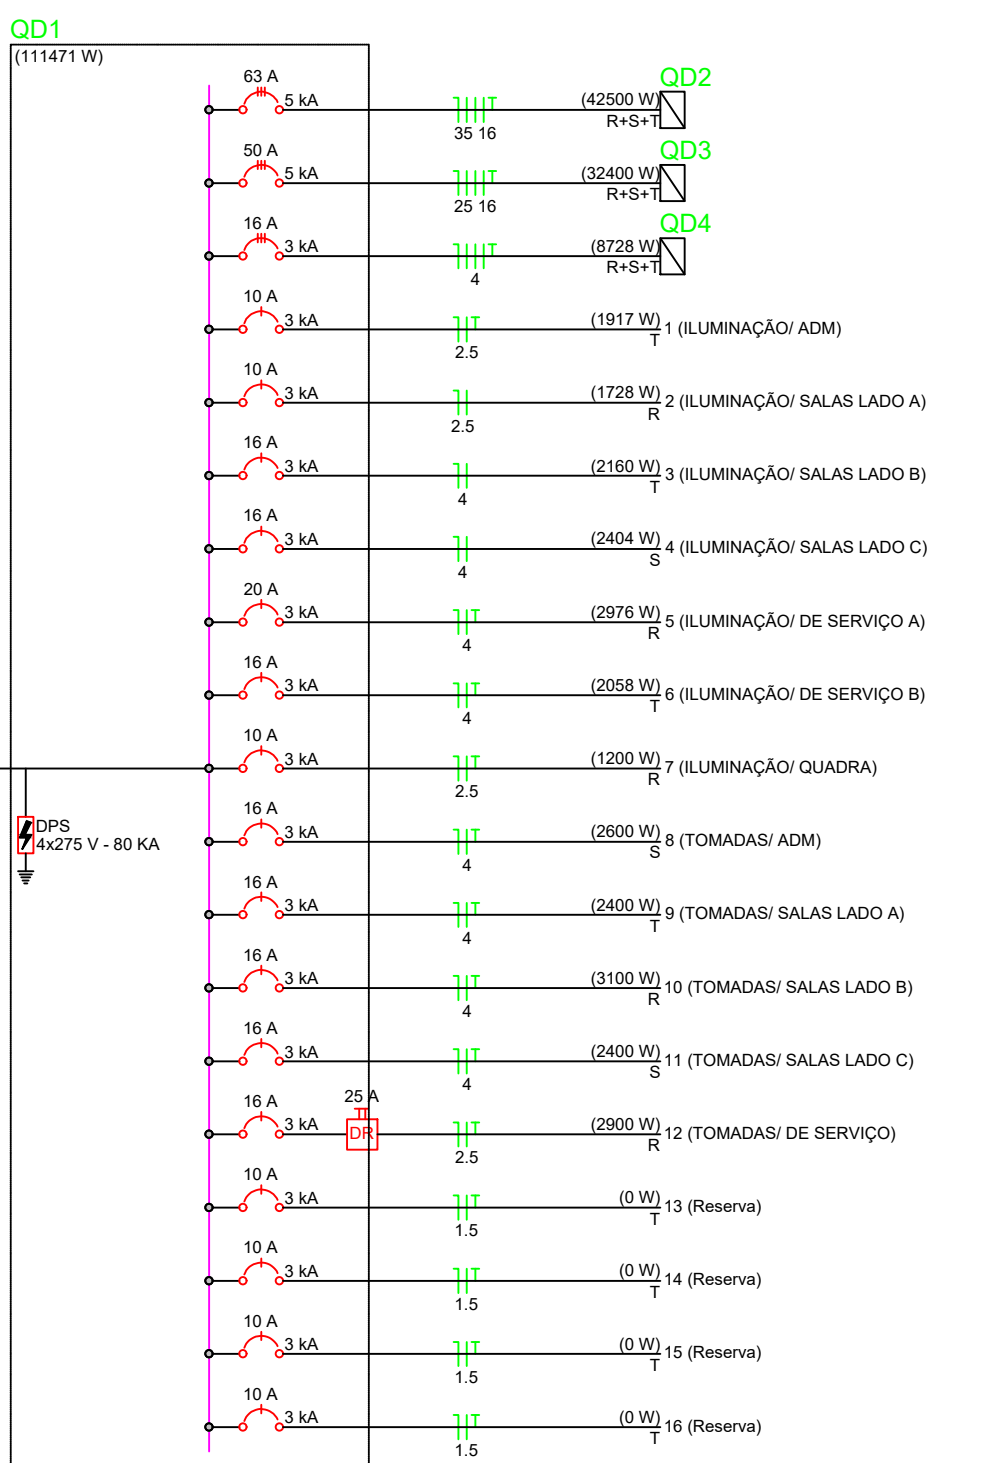 QD1
(111471 W)
63 A
5 kA
35 16
(42500 W)
R+S+T
QD2
50 A
5 kA
25 16
(32400 W)
R+S+T
QD3
16 A
3 kA
4
(8728 W)
R+S+T
QD4
10 A
3 kA
2.5
(1917 W)
T
1 (ILUMINAÇÃO/ ADM)
10 A
3 kA
2.5
(1728 W)
R
2 (ILUMINAÇÃO/ SALAS LADO A)
16 A
3 kA
4
(2160 W)
T
3 (ILUMINAÇÃO/ SALAS LADO B)
16 A
3 kA
4
(2404 W)
S
4 (ILUMINAÇÃO/ SALAS LADO C)
20 A
3 kA
4
(2976 W)
R
5 (ILUMINAÇÃO/ DE SERVIÇO A)
16 A
3 kA
4
(2058 W)
T
6 (ILUMINAÇÃO/ DE SERVIÇO B)
10 A
3 kA
2.5
(1200 W)
R
7 (ILUMINAÇÃO/ QUADRA)
DPS
4x275 V - 80 KA
16 A
3 kA
4
(2600 W)
S
8 (TOMADAS/ ADM)
16 A
3 kA
4
(2400 W)
T
9 (TOMADAS/ SALAS LADO A)
16 A
3 kA
4
(3100 W)
R
10 (TOMADAS/ SALAS LADO B)
16 A
3 kA
4
(2400 W)
S
11 (TOMADAS/ SALAS LADO C)
16 A
3 kA
25 A
DR
2.5
(2900 W)
R
12 (TOMADAS/ DE SERVIÇO)
10 A
3 kA
1.5
(0 W)
T
13 (Reserva)
10 A
3 kA
1.5
(0 W)
T
14 (Reserva)
10 A
3 kA
1.5
(0 W)
T
15 (Reserva)
10 A
3 kA
1.5
(0 W)
T
16 (Reserva)